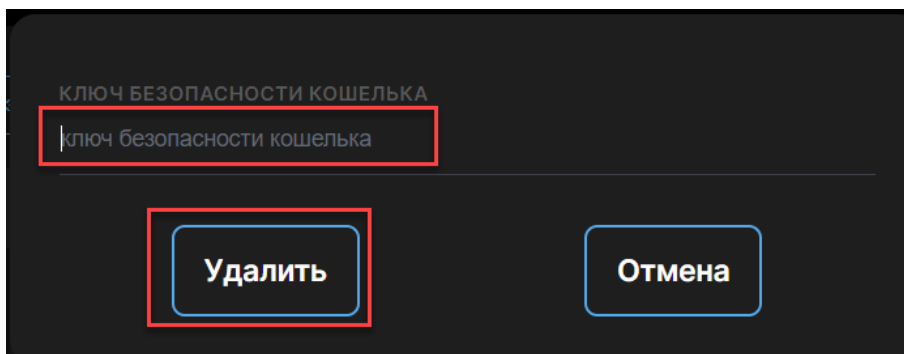 КЛЮЧ БЕЗОПАСНОСТИ КОШЕЛЬКА
ключ безопасности кошелька
Удалить
Отмена